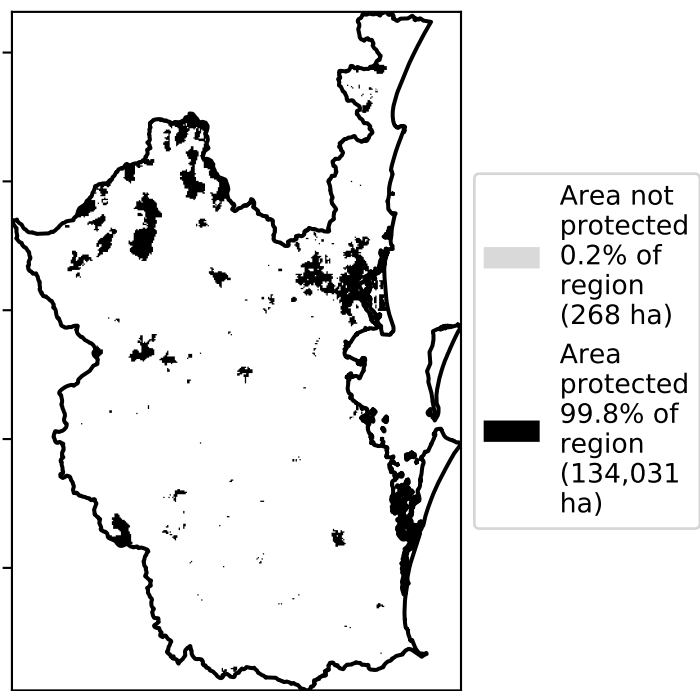 Area not
protected
0.2% of
region
(268 ha)
Area
protected
99.8% of
region
(134,031
ha)